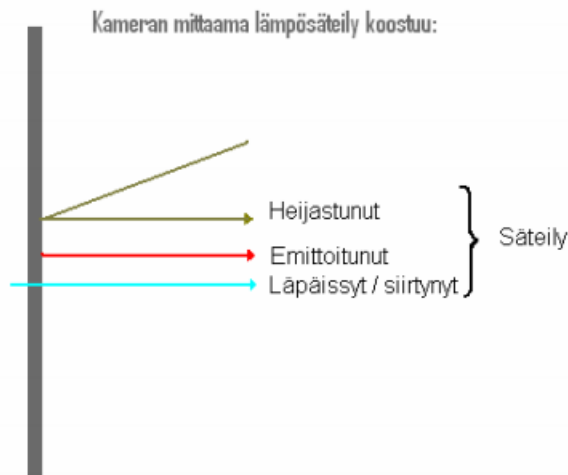 Kameran mittaama lämpösäteily koostuu:
Heijastunut
Säteily
Emittoitunut
Läpäissyt / siirtynyt